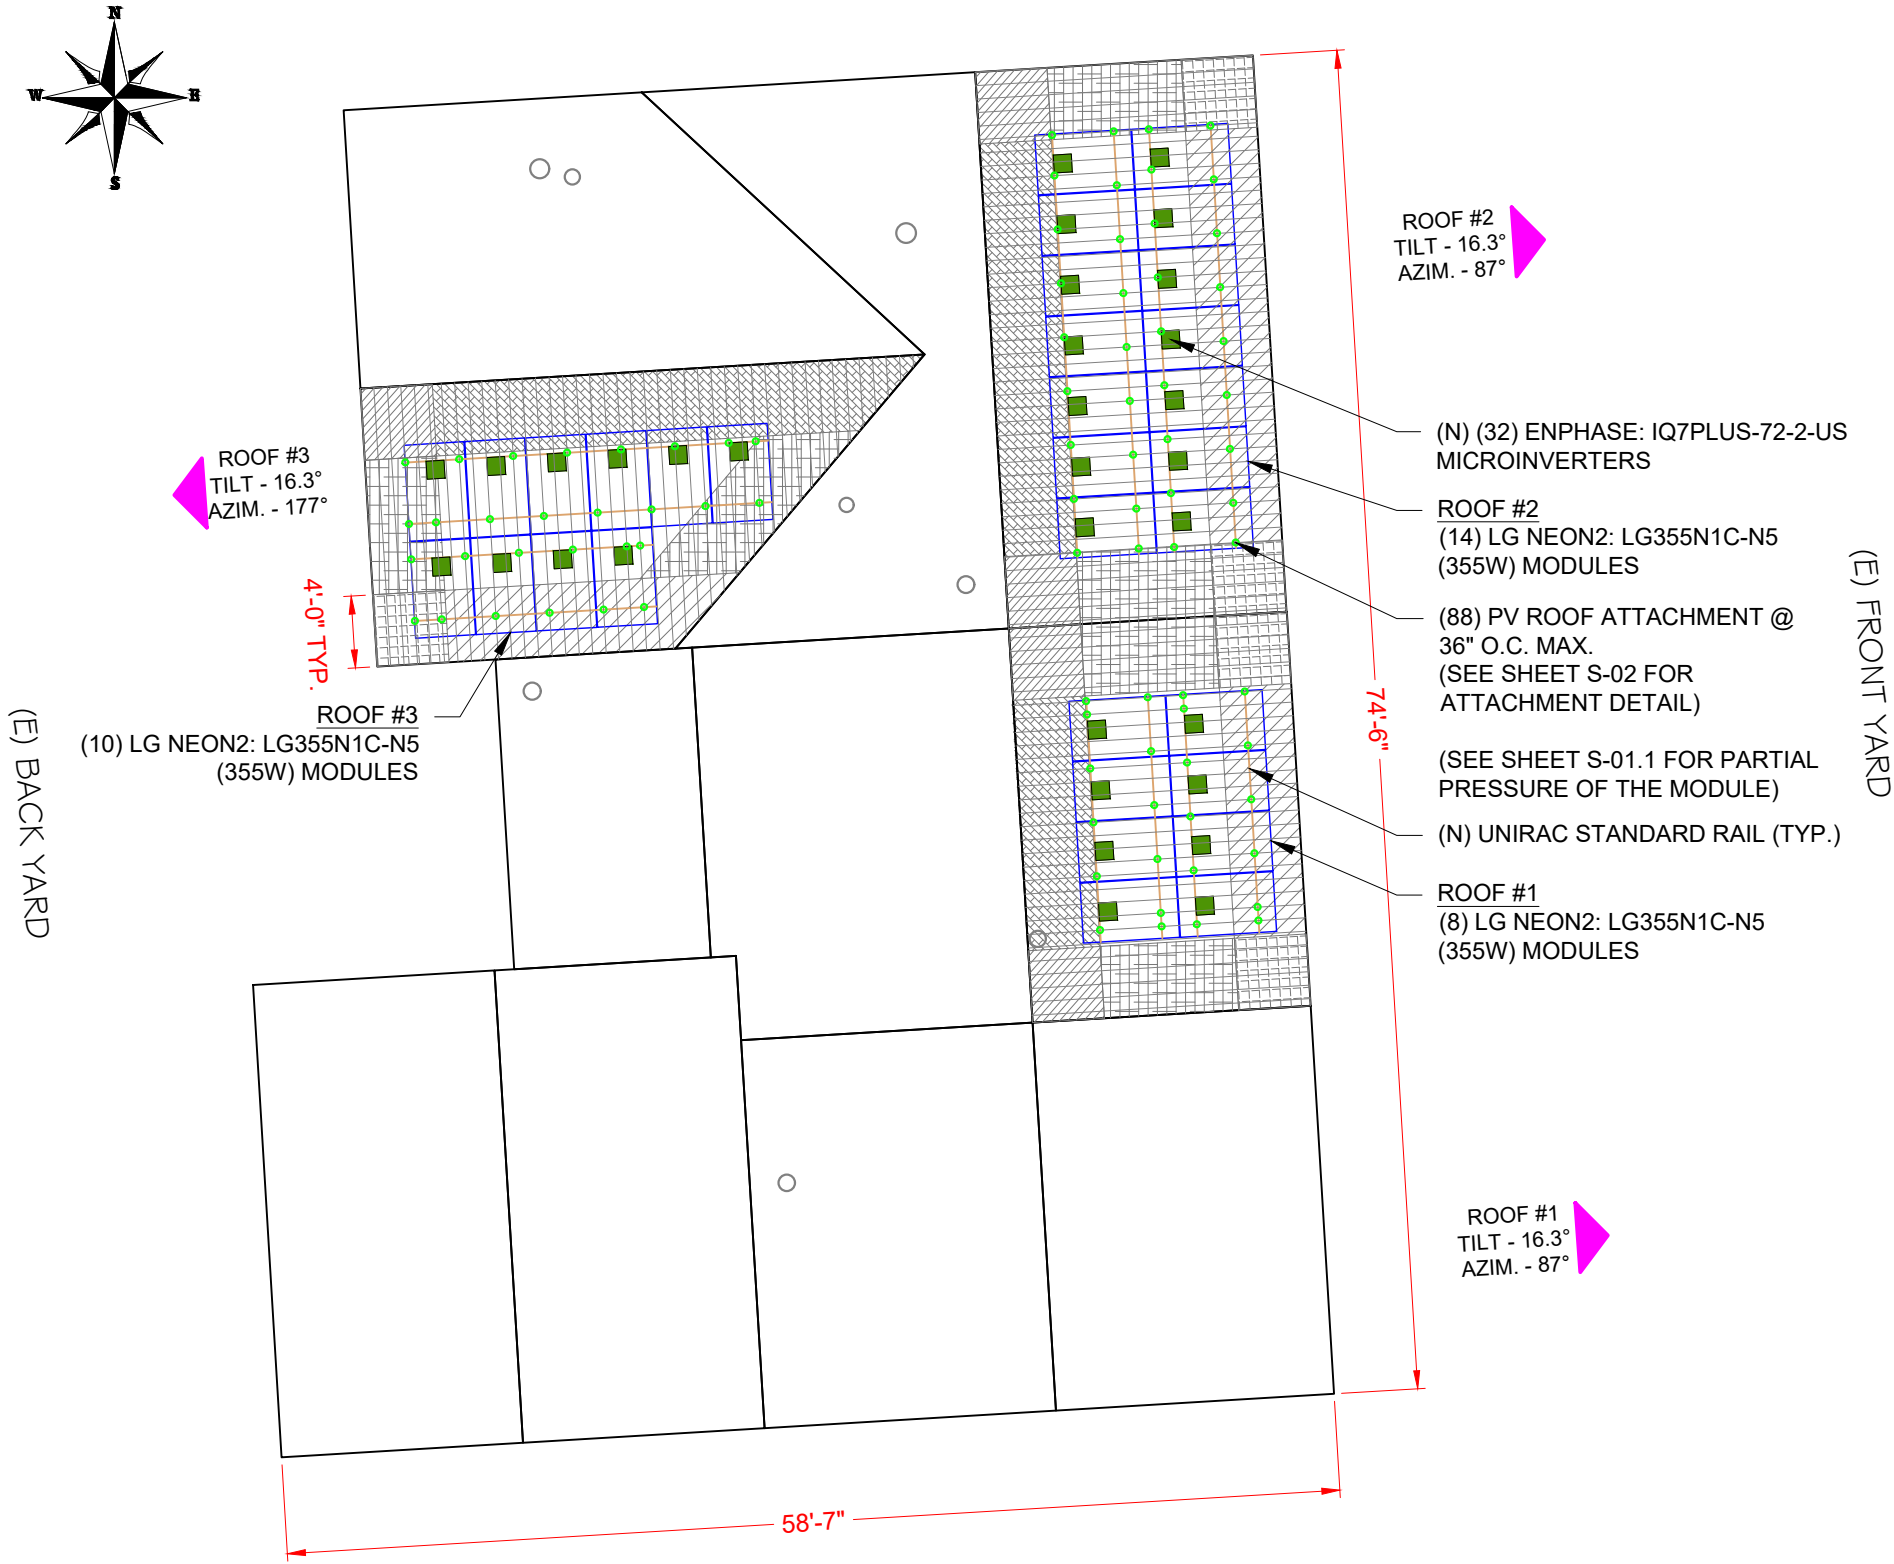 N
W
E
S
ROOF #2
TILT - 16.3°
AZIM. - 87°
ROOF #3
TILT - 16.3°
AZIM. - 177°
(N) (32) ENPHASE: IQ7PLUS-72-2-US
MICROINVERTERS
ROOF #2
(14) LG NEON2: LG355N1C-N5
(355W) MODULES
(88) PV ROOF ATTACHMENT @
36" O.C. MAX.
(SEE SHEET S-02 FOR
ATTACHMENT DETAIL)
(SEE SHEET S-01.1 FOR PARTIAL
PRESSURE OF THE MODULE)
(N) UNIRAC STANDARD RAIL (TYP.)
ROOF #1
(8) LG NEON2: LG355N1C-N5
(355W) MODULES
4'-0" TYP.
ROOF #3
(10) LG NEON2: LG355N1C-N5
(355W) MODULES
(E) BACK YARD
(E) FRONT YARD
74'-6"
ROOF #1
TILT - 16.3°
AZIM. - 87°
58'-7"